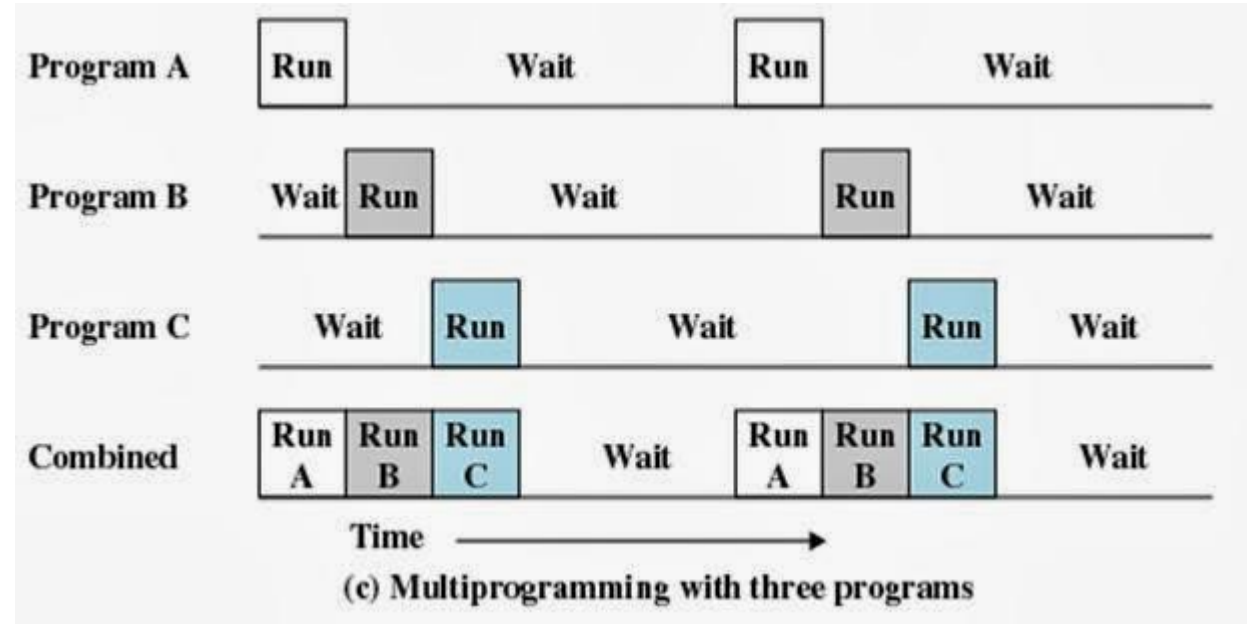 Program A Run Wait Run Wait
Program B Wait Run Wait Run Wait
Program C Wait Run Wait Run Wait
Combined Run A Run B Run C Wait Run A Run B Run C Wait
Time
(c) Multiprogramming with three programs